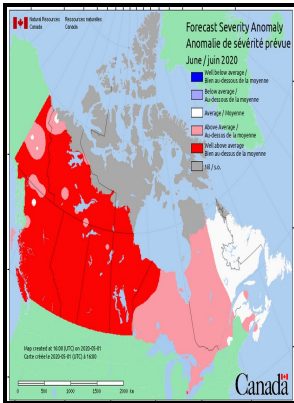 Natural Resources Ressources naturelles
Canada Canada
Forecast Severity Anomaly
Anomalie de sévérité prévue
June / juin 2020
Well below average /
Bien au-dessous de la moyenne
Below average /
Au-dessous de la moyenne
Average / Moyenne
Above Average /
Au-dessus de la moyenne
Well above average
Bien au-dessus de la moyenne
Nil / s.o.
Map created at 16:00 (UTC) on 2020-05-01
Carte créée le 2020-05-01 (UTC) à 16:00
0 500 1000 1500 2000 km
Canada